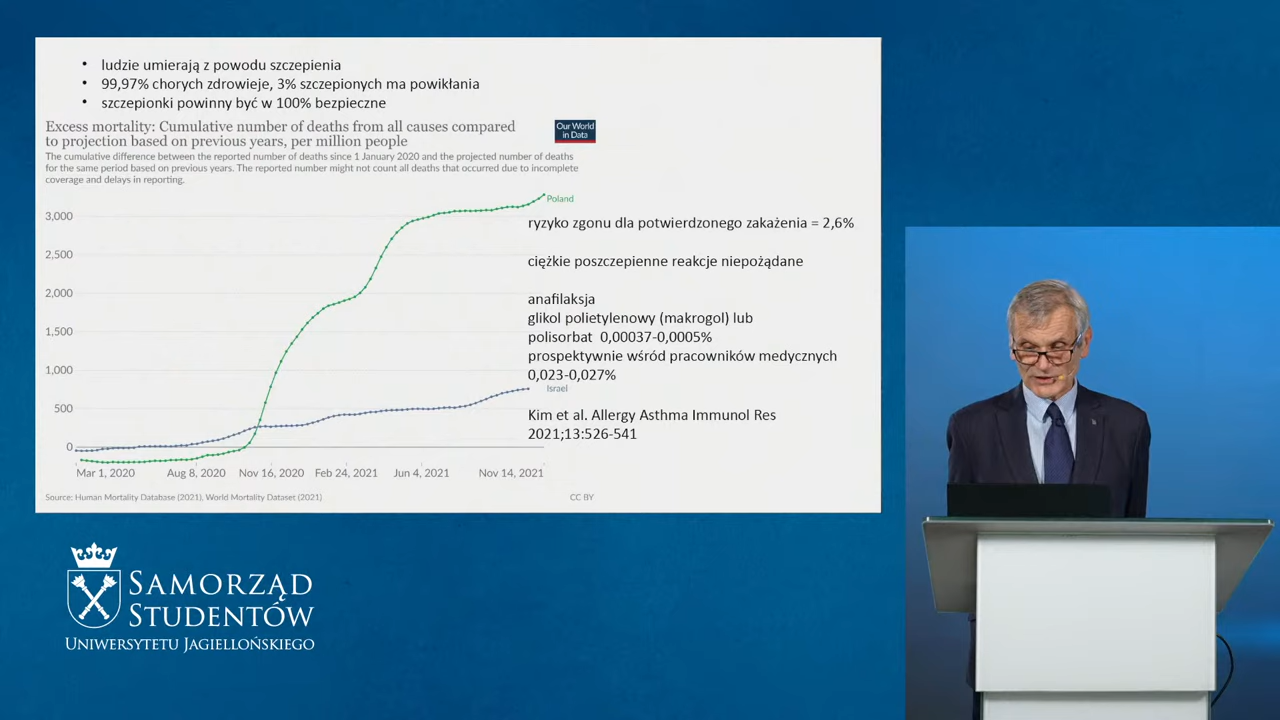 • ludzie umierają z powodu szczepienia
• 99,97% chorych zdrowieje, 3% szczepionych ma powikłania
• szczepionki powinny być w 100% bezpieczne
Excess mortality: Cumulative number of deaths from all causes compared
to projection based on previous years, per million people
Our World
in Data
The cumulative difference between the reported number of deaths since 1 January 2020 and the projected number of deaths
for the same period based on previous years. The reported number might not count all deaths that occurred due to incomplete
coverage and delays in reporting.
3,000
2,500
2,000
1,500
1,000
500
0
Poland
Israel
Mar 1, 2020
Aug 8, 2020
Nov 16, 2020
Feb 24, 2021
Jun 4, 2021
Nov 14, 2021
ryzyko zgonu dla potwierdzonego zakażenia = 2,6%
ciężkie poszczepienne reakcje niepożądane
anafilaksja
glikol polietylenowy (makrogol) lub
polisorbat 0,00037-0,0005%
prospektywnie wśród pracowników medycznych
0,023-0,027%
Kim et al. Allergy Asthma Immunol Res
2021;13:526-541
Source: Human Mortality Database (2021), World Mortality Dataset (2021)
CC BY
SAMORZĄD
STUDENTÓW
UNIWERSYTETU JAGIELLOŃSKIEGO